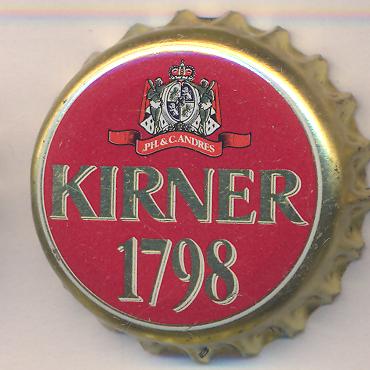 PH. & C. ANDRES
KIRNER
1798